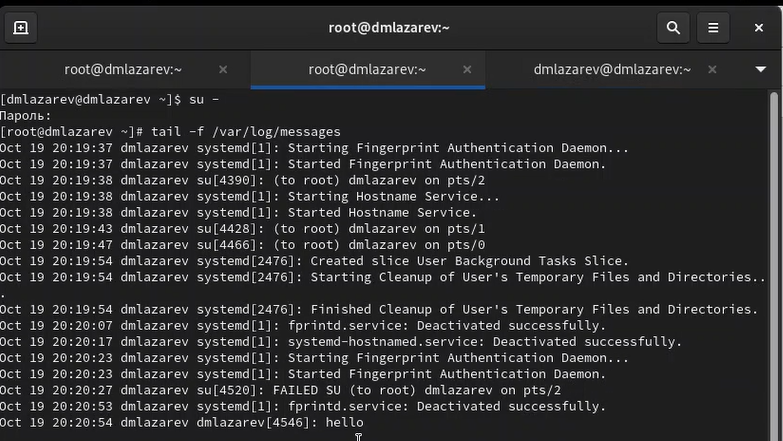 root@dmlazarev:~
root@dmlazarev:~ root@dmlazarev:~ dmlazarev@dmlazarev:~
[dmlazarev@dmlazarev ~]$ su -
Пароль:
[root@dmlazarev ~]# tail -f /var/log/messages
Oct 19 20:19:37 dmlazarev systemd[1]: Starting Fingerprint Authentication Daemon...
Oct 19 20:19:37 dmlazarev systemd[1]: Started Fingerprint Authentication Daemon.
Oct 19 20:19:38 dmlazarev su[4390]: (to root) dmlazarev on pts/2
Oct 19 20:19:38 dmlazarev systemd[1]: Starting Hostname Service...
Oct 19 20:19:38 dmlazarev systemd[1]: Started Hostname Service.
Oct 19 20:19:43 dmlazarev su[4428]: (to root) dmlazarev on pts/1
Oct 19 20:19:47 dmlazarev su[4466]: (to root) dmlazarev on pts/0
Oct 19 20:19:54 dmlazarev systemd[2476]: Created slice User Background Tasks Slice.
Oct 19 20:19:54 dmlazarev systemd[2476]: Starting Cleanup of User's Temporary Files and Directories..
.
Oct 19 20:19:54 dmlazarev systemd[2476]: Finished Cleanup of User's Temporary Files and Directories.
Oct 19 20:20:07 dmlazarev systemd[1]: fprintd.service: Deactivated successfully.
Oct 19 20:20:17 dmlazarev systemd[1]: systemd-hostnamed.service: Deactivated successfully.
Oct 19 20:20:23 dmlazarev systemd[1]: Starting Fingerprint Authentication Daemon...
Oct 19 20:20:23 dmlazarev systemd[1]: Started Fingerprint Authentication Daemon.
Oct 19 20:20:27 dmlazarev su[4520]: FAILED SU (to root) dmlazarev on pts/2
Oct 19 20:20:53 dmlazarev systemd[1]: fprintd.service: Deactivated successfully.
Oct 19 20:20:54 dmlazarev dmlazarev[4546]: hello